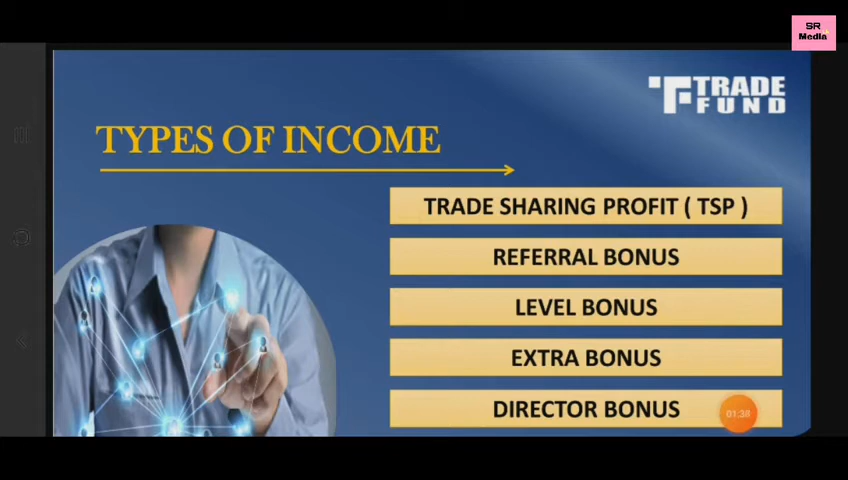 SR
Media
TRADE
FUND
TYPES OF INCOME
TRADE SHARING PROFIT ( TSP )
REFERRAL BONUS
LEVEL BONUS
EXTRA BONUS
DIRECTOR BONUS
01:38